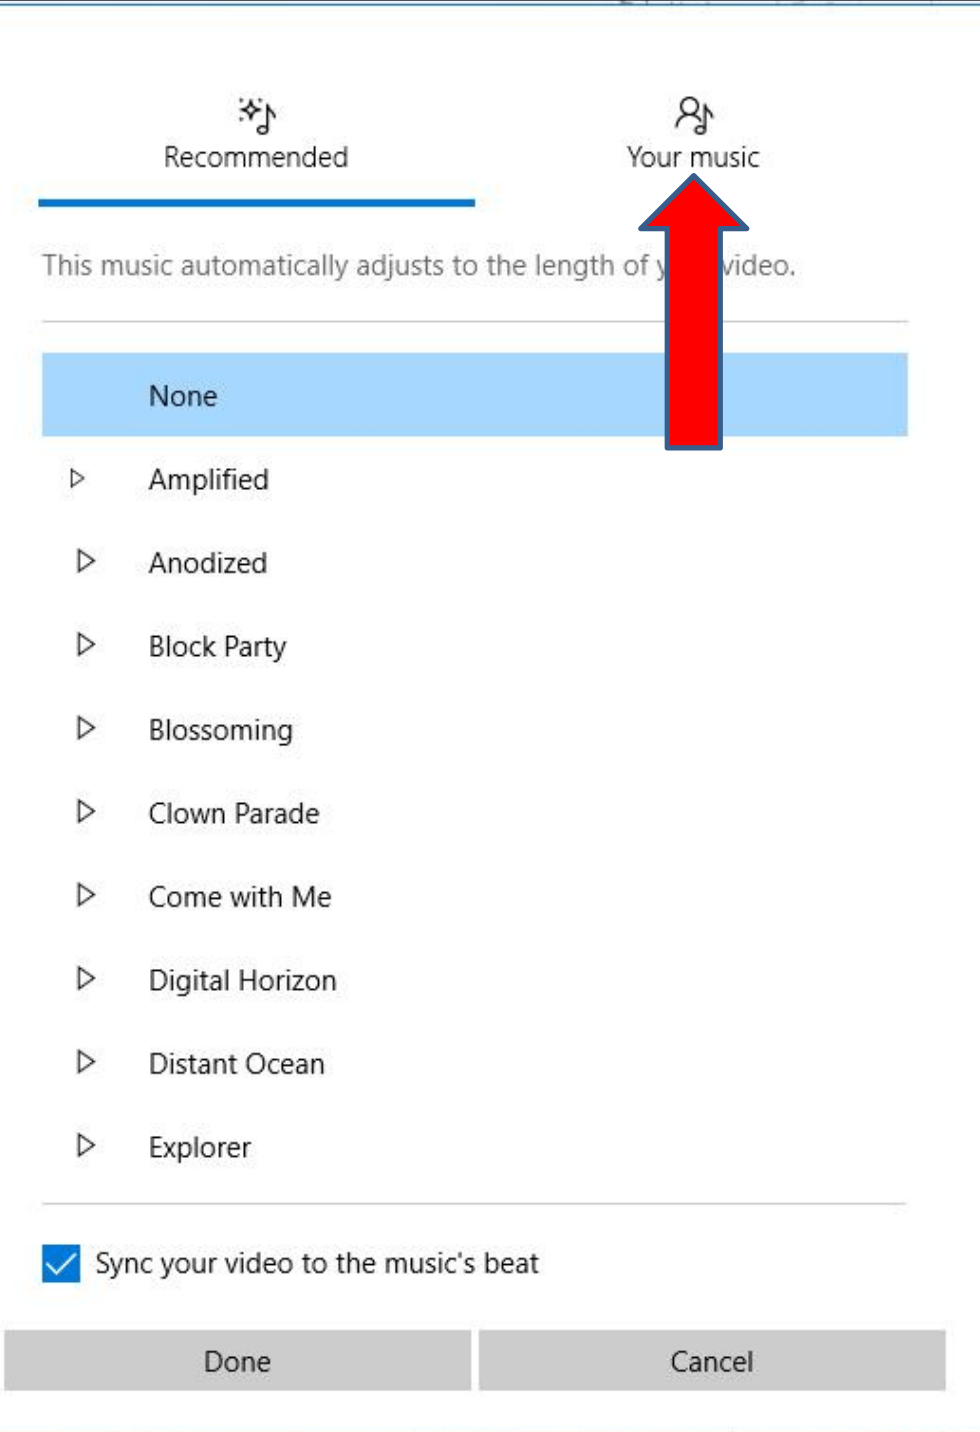 Recommended
Your music
This music automatically adjusts to the length of y video.
None
Amplified
Anodized
Block Party
Blossoming
Clown Parade
Come with Me
Digital Horizon
Distant Ocean
Explorer
Sync your video to the music's beat
Done
Cancel